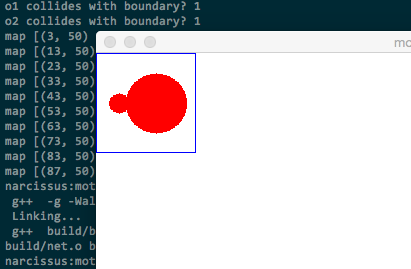 o1 collides with boundary? 1
o2 collides with boundary? 1
map [(3, 50)
map [(13, 50)
map [(23, 50)
map [(33, 50)
map [(43, 50)
map [(53, 50)
map [(63, 50)
map [(73, 50)
map [(83, 50)
map [(87, 50)
narcissus:mot
g++ -g -Wal
Linking...
g++ build/b
build/net.o b
narcissus:mot
mo